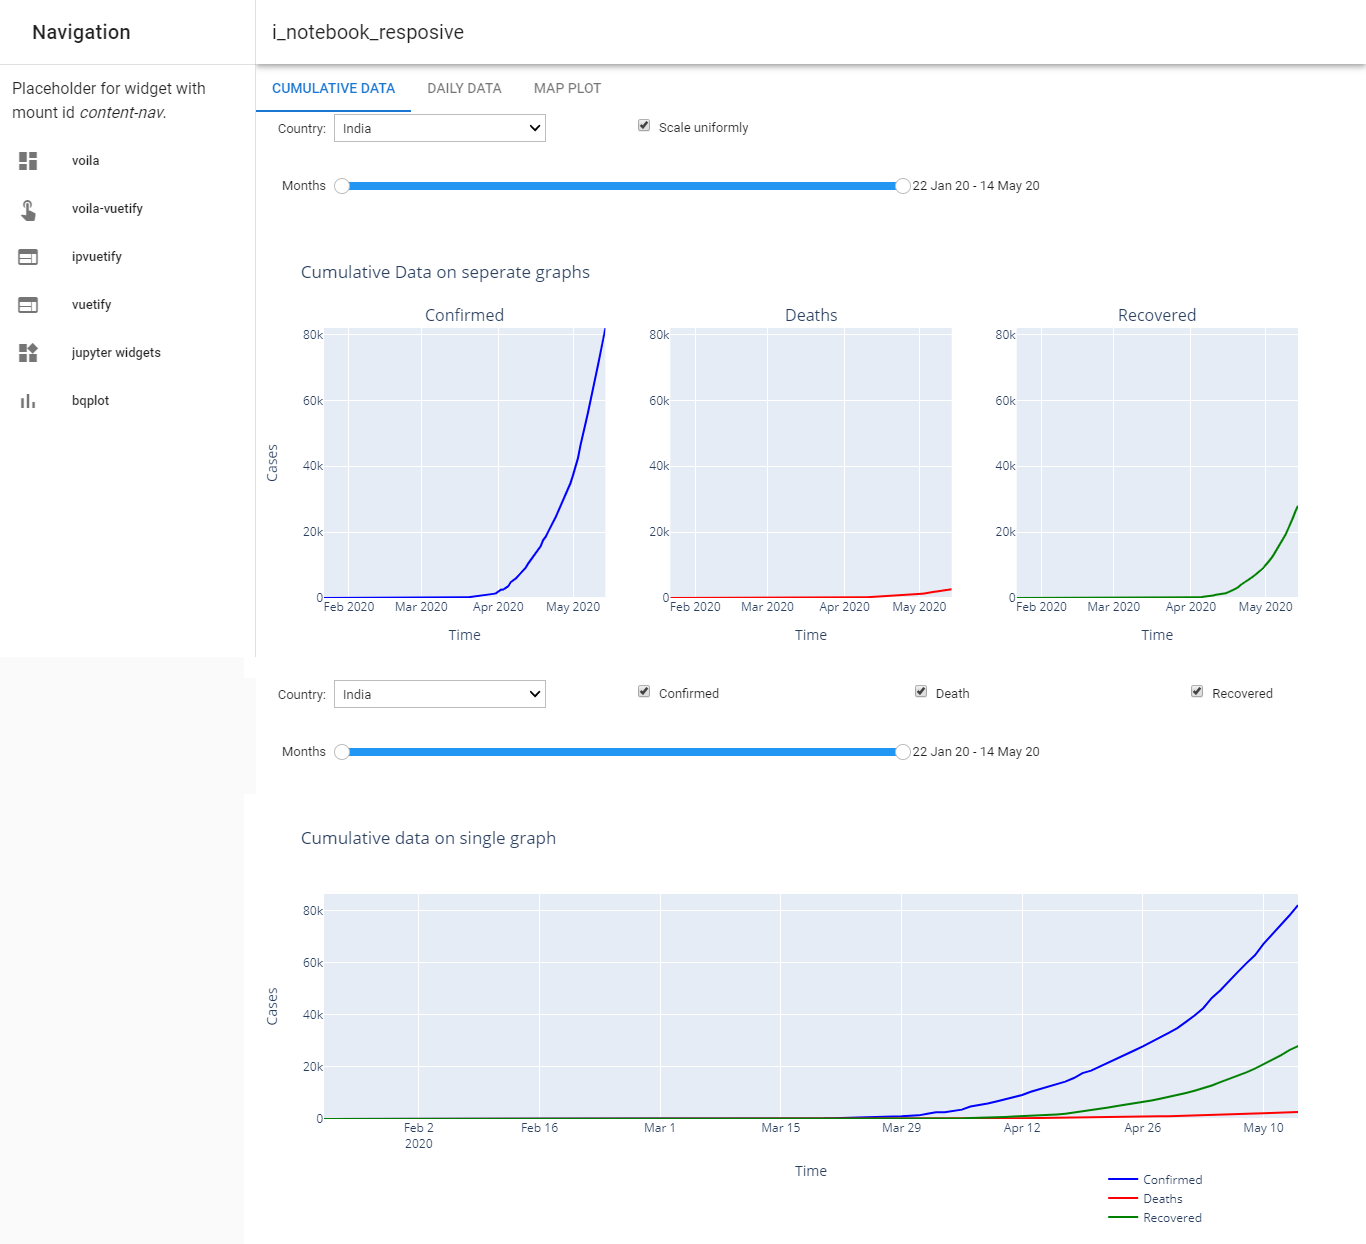 Navigation
i_notebook_resposive
Placeholder for widget with
mount id content-nav.
voila
voila-vuetify
ipvuetify
vuetify
jupyter widgets
bqplot
CUMULATIVE DATA DAILY DATA MAP PLOT
Country: India Scale uniformly
Months 22 Jan 20 - 14 May 20
Cumulative Data on seperate graphs
Confirmed Deaths Recovered
80k 80k 80k
60k 60k 60k
Cases
40k 40k 40k
20k 20k 20k
0 0 0
Feb 2020 Mar 2020 Apr 2020 May 2020 Feb 2020 Mar 2020 Apr 2020 May 2020 Feb 2020 Mar 2020 Apr 2020 May 2020
Time Time Time
Country: India Confirmed Death Recovered
Months 22 Jan 20 - 14 May 20
Cumulative data on single graph
80k
60k
Cases
40k
20k
0
Feb 2 Feb 16 Mar 1 Mar 15 Mar 29 Apr 12 Apr 26 May 10
2020
Time
Confirmed
Deaths
Recovered